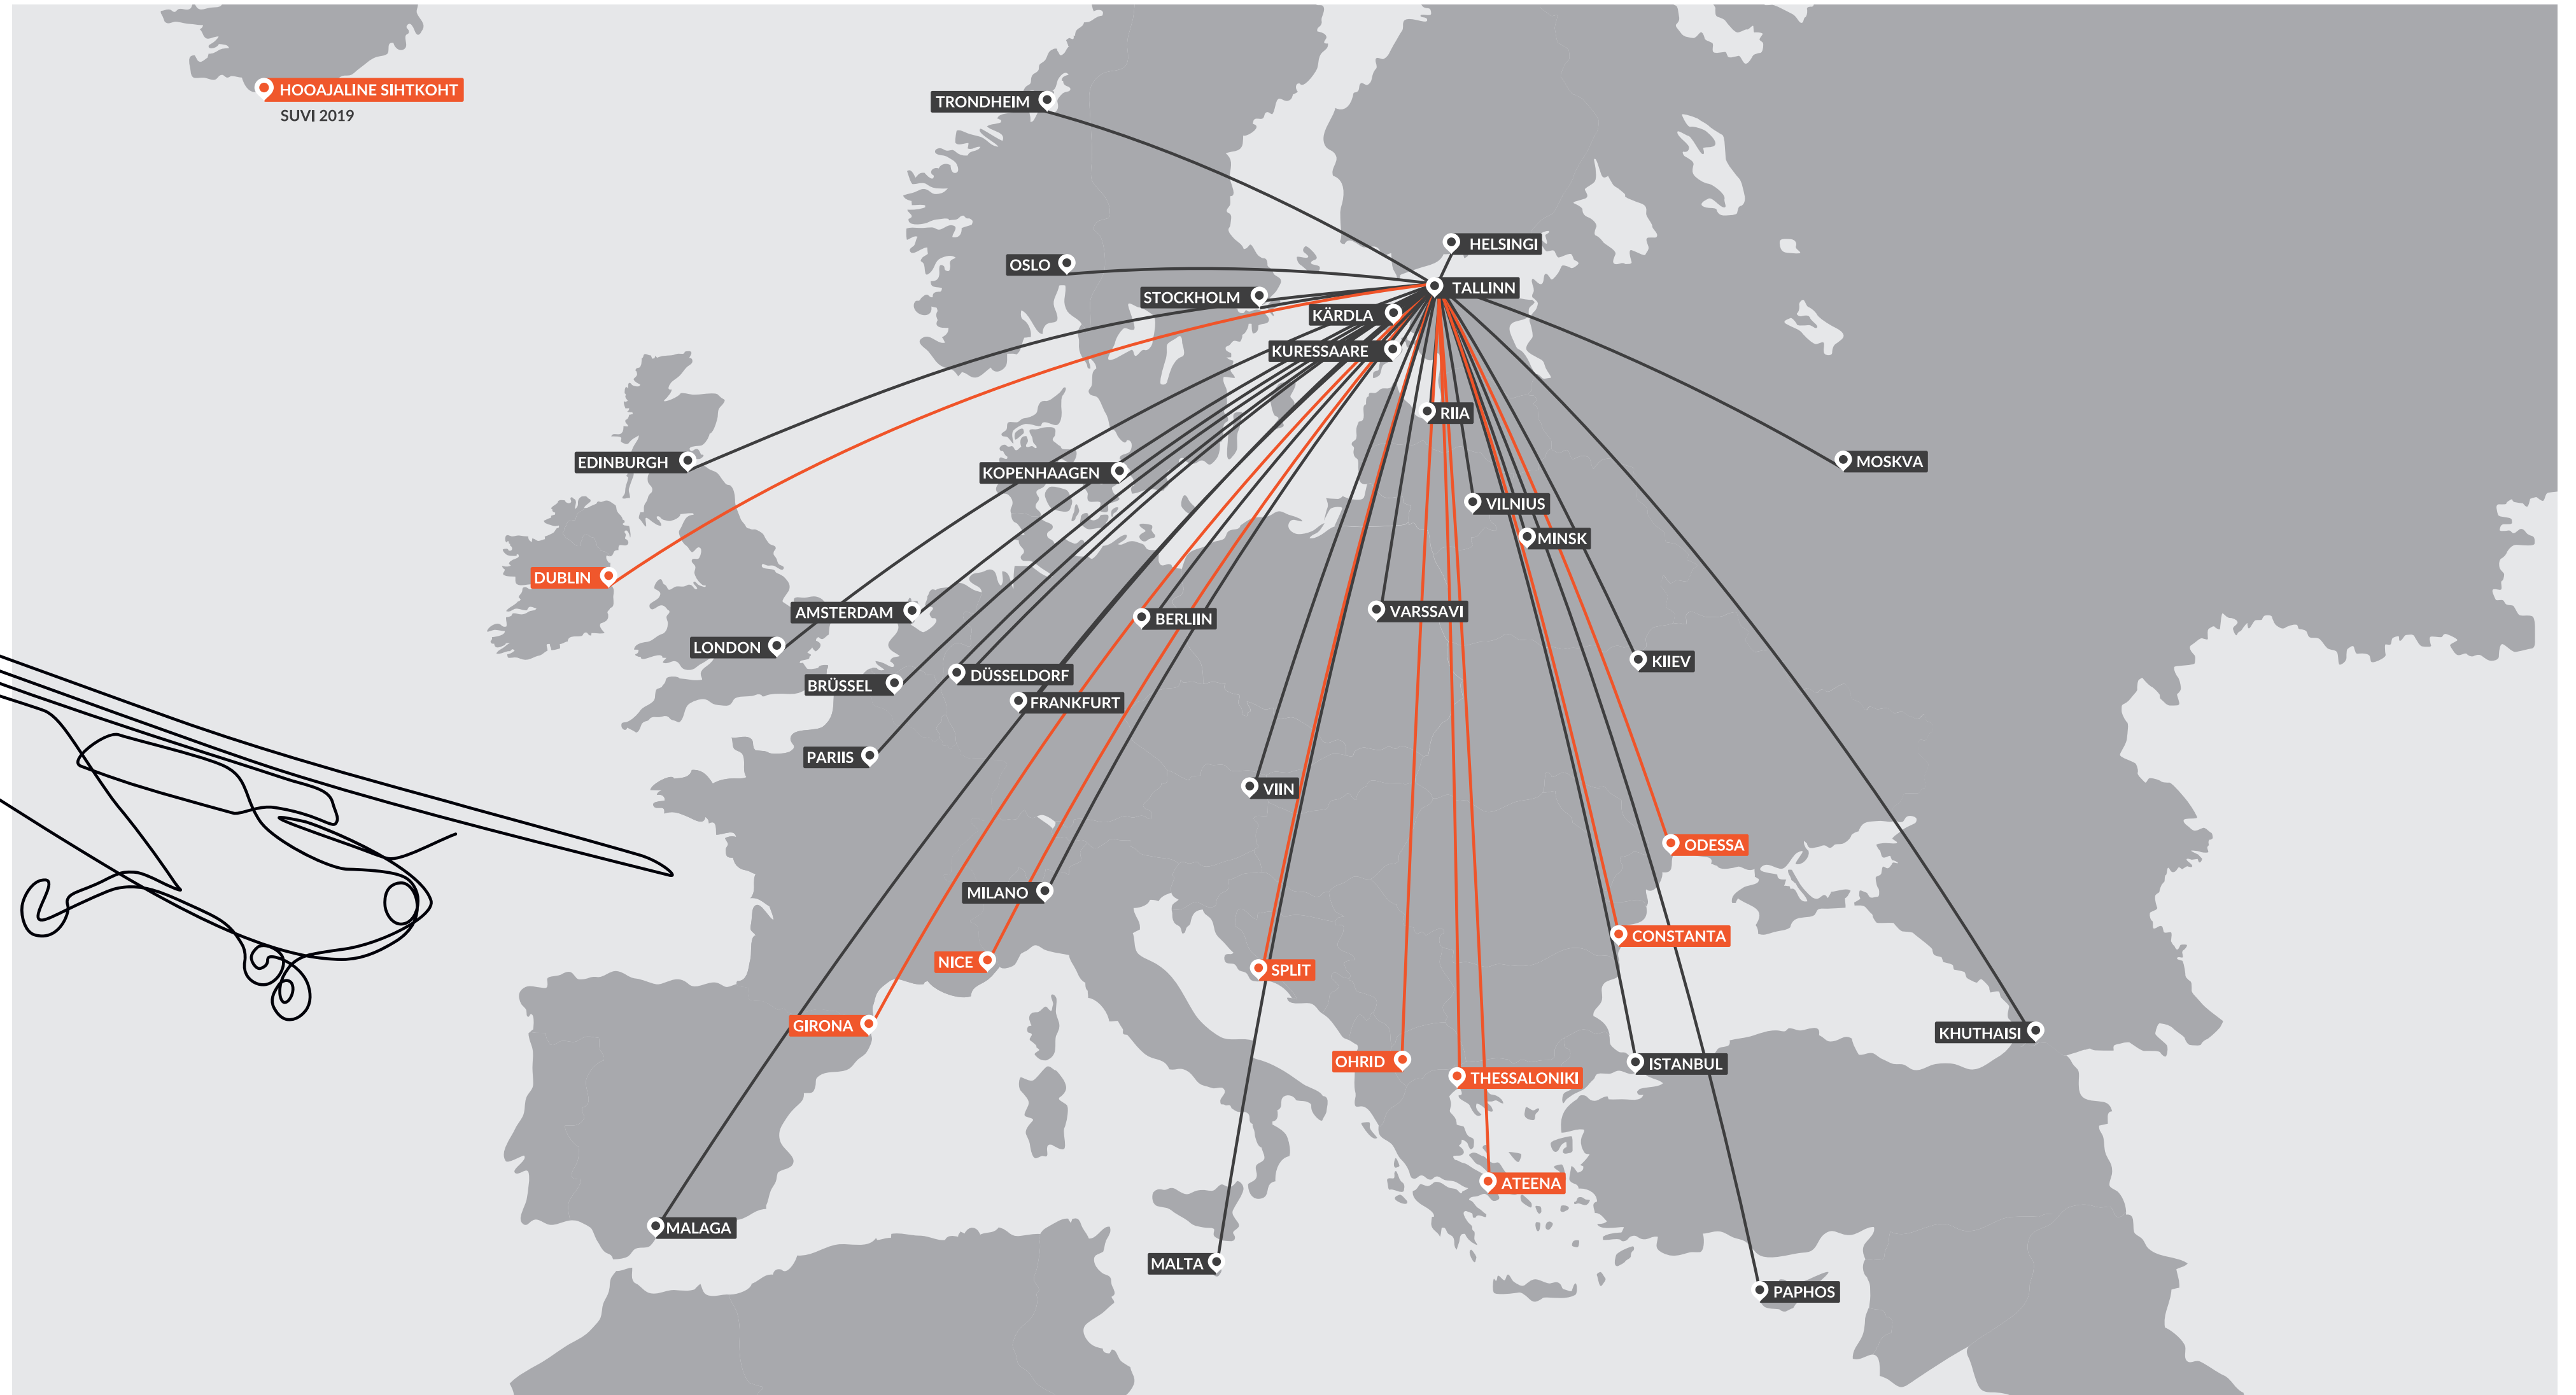 HOOAJALINE SIHTKOHT
SUVI 2019
TRONDHEIM
HELSINGI
OSLO
TALLINN
STOCKHOLM
KÄRDLA
KURESSAARE
RIIA
EDINBURGH
MOSKVA
KOPENHAAGEN
VILNIUS
MINSK
DUBLIN
AMSTERDAM
VARSSAVI
BERLIIN
LONDON
KIIEV
DÜSSELDORF
BRÜSSEL
FRANKFURT
PARIIS
VIIN
ODESSA
MILANO
CONSTANTA
NICE
SPLIT
GIRONA
KHUTHAISI
OHRID
ISTANBUL
THESSALONIKI
ATEENA
MALAGA
MALTA
PAPHOS